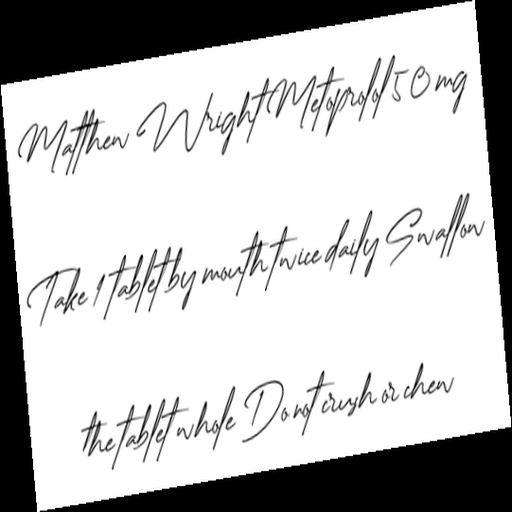 Matthew Wright Metoprolol 50 mg
Take 1 tablet by mouth twice daily Swallow
the tablet whole Do not crush or chew